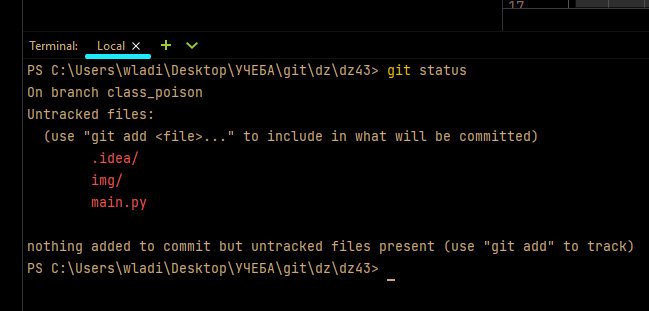 17
Terminal: Local × + ∨
PS C:\Users\wladi\Desktop\УЧЕБА\git\dz\dz43> git status
On branch class_poison
Untracked files:
  (use "git add <file>..." to include in what will be committed)
        .idea/
        img/
        main.py

nothing added to commit but untracked files present (use "git add" to track)
PS C:\Users\wladi\Desktop\УЧЕБА\git\dz\dz43> _